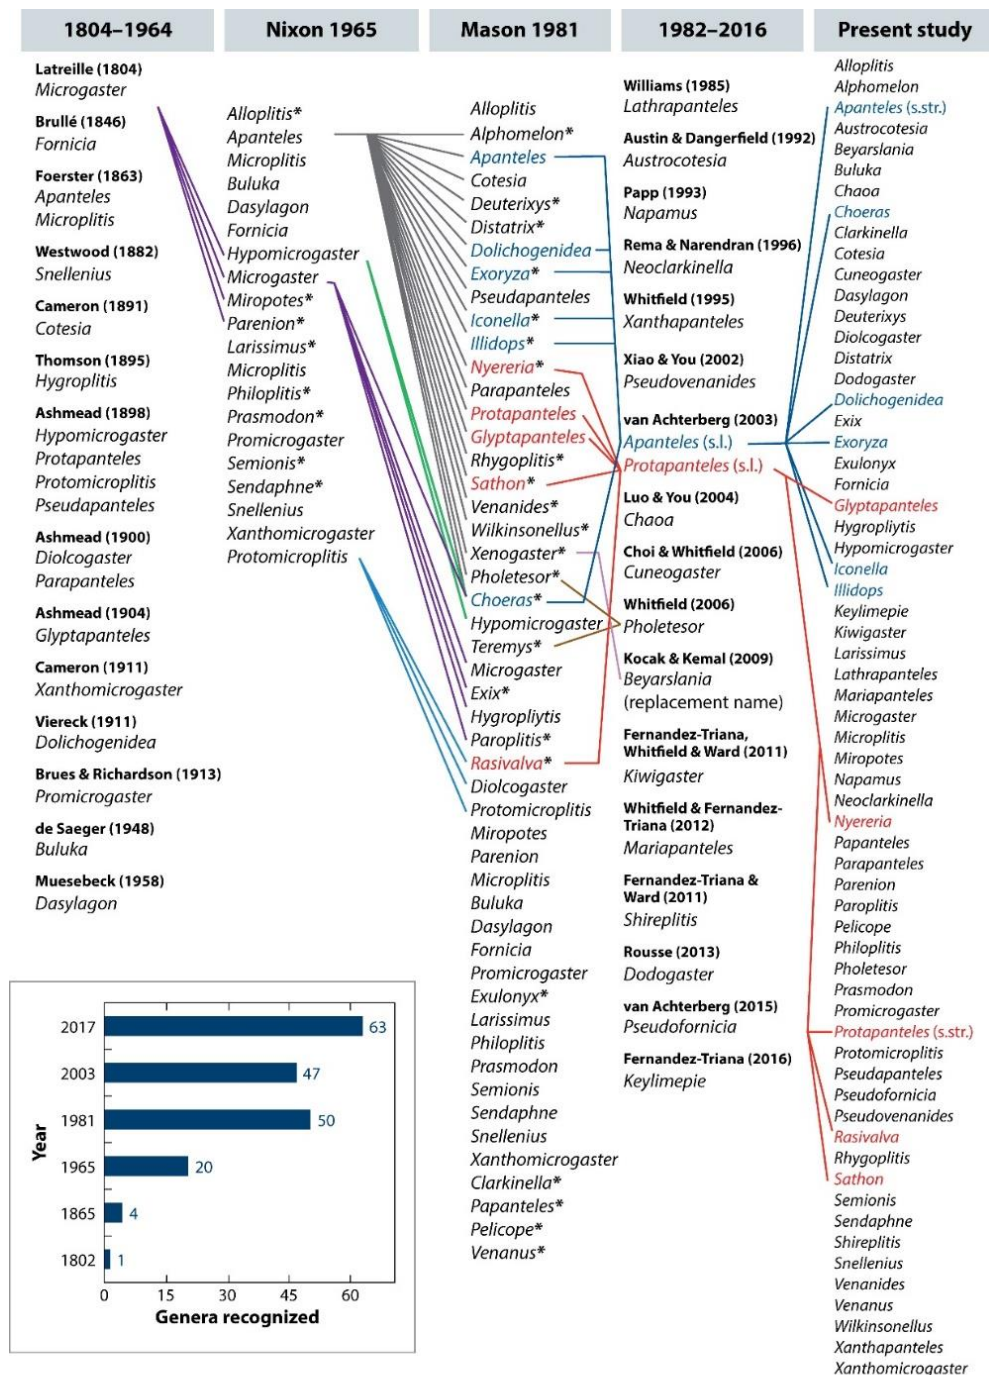 1804–1964
Latreille (1804)
Microgaster
Brullé (1846)
Fornicia
Foerster (1863)
Apanteles
Microplitis
Westwood (1882)
Snellenius
Cameron (1891)
Cotesia
Thomson (1895)
Hygroplitis
Ashmead (1898)
Hypomicrogaster
Protapanteles
Protomicroplitis
Pseudapanteles
Ashmead (1900)
Diolcogaster
Parapanteles
Ashmead (1904)
Glyptapanteles
Cameron (1911)
Xanthomicrogaster
Viereck (1911)
Dolichogenidea
Brues & Richardson (1913)
Promicrogaster
de Saeger (1948)
Buluka
Muesebeck (1958)
Dasylagon
Nixon 1965
Alloplitis*
Apanteles
Microplitis
Buluka
Dasylagon
Fornicia
Hypomicrogaster
Microgaster
Miropotes*
Parenion*
Larissimus*
Microplitis
Philoplitis*
Prasmodon*
Promicrogaster
Semionis*
Sendaphne*
Snellenius
Xanthomicrogaster
Protomicroplitis
Mason 1981
Alloplitis
Alphomelon*
Apanteles
Cotesia
Deuterixys*
Distatrix*
Dolichogenidea
Exoryza*
Pseudapanteles
Iconella*
Illidops*
Nyereria*
Parapanteles
Protapanteles
Glyptapanteles
Rhygoplitis*
Sathon*
Venanides*
Wilkinsonellus*
Xenogaster*
Pholetesor*
Choeras*
Hypomicrogaster
Teremys*
Microgaster
Exix*
Hygropliytis
Paroplitis*
Rasivalva*
Diolcogaster
Protomicroplitis
Miropotes
Parenion
Microplitis
Buluka
Dasylagon
Fornicia
Promicrogaster
Exulonyx*
Larissimus
Philoplitis
Prasmodon
Semionis
Sendaphne
Snellenius
Xanthomicrogaster
Clarkinella*
Papanteles*
Pelicope*
Venanus*
1982–2016
Williams (1985)
Lathrapanteles
Austin & Dangerfield (1992)
Austrocotesia
Papp (1993)
Napamus
Rema & Narendran (1996)
Neoclarkinella
Whitfield (1995)
Xanthapanteles
Xiao & You (2002)
Pseudovenanides
van Achterberg (2003)
Apanteles (s.l.)
Protapanteles (s.l.)
Luo & You (2004)
Chaoa
Choi & Whitfield (2006)
Cuneogaster
Whitfield (2006)
Pholetesor
Kocak & Kemal (2009)
Beyarslania
(replacement name)
Fernandez-Triana,
Whitfield & Ward (2011)
Kiwigaster
Whitfield & Fernandez-
Triana (2012)
Mariapanteles
Fernandez-Triana &
Ward (2011)
Shireplitis
Rousse (2013)
Dodogaster
van Achterberg (2015)
Pseudofornicia
Fernandez-Triana (2016)
Keylimepie
Present study
Alloplitis
Alphomelon
Apanteles (s.str.)
Austrocotesia
Beyarslania
Buluka
Chaoa
Choeras
Clarkinella
Cotesia
Cuneogaster
Dasylagon
Deuterixys
Diolcogaster
Distatrix
Dodogaster
Dolichogenidea
Exix
Exoryza
Exulonyx
Fornicia
Glyptapanteles
Hygropliytis
Hypomicrogaster
Iconella
Illidops
Keylimepie
Kiwigaster
Larissimus
Lathrapanteles
Mariapanteles
Microgaster
Microplitis
Miropotes
Napamus
Neoclarkinella
Nyereria
Papanteles
Parapanteles
Parenion
Paroplitis
Pelicope
Philoplitis
Pholetesor
Prasmodon
Promicrogaster
Protapanteles (s.str.)
Protomicroplitis
Pseudapanteles
Pseudofornicia
Pseudovenanides
Rasivalva
Rhygoplitis
Sathon
Semionis
Sendaphne
Shireplitis
Snellenius
Venanides
Venanus
Wilkinsonellus
Xanthapanteles
Xanthomicrogaster
Year
2017 63
2003 47
1981 50
1965 20
1865 4
1802 1
0 15 30 45 60
Genera recognized